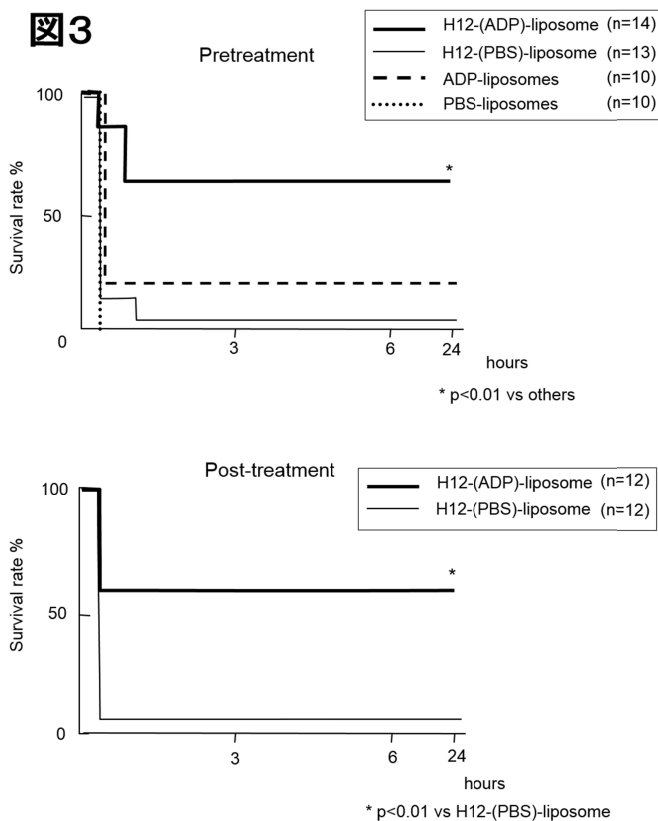 図3
Pretreatment
H12-(ADP)-liposome (n=14)
H12-(PBS)-liposome (n=13)
ADP-liposomes (n=10)
PBS-liposomes (n=10)
Survival rate %
100
50
0
*
3
6
24
hours
* p<0.01 vs others
Post-treatment
H12-(ADP)-liposome (n=12)
H12-(PBS)-liposome (n=12)
Survival rate %
100
50
0
*
3
6
24
hours
* p<0.01 vs H12-(PBS)-liposome